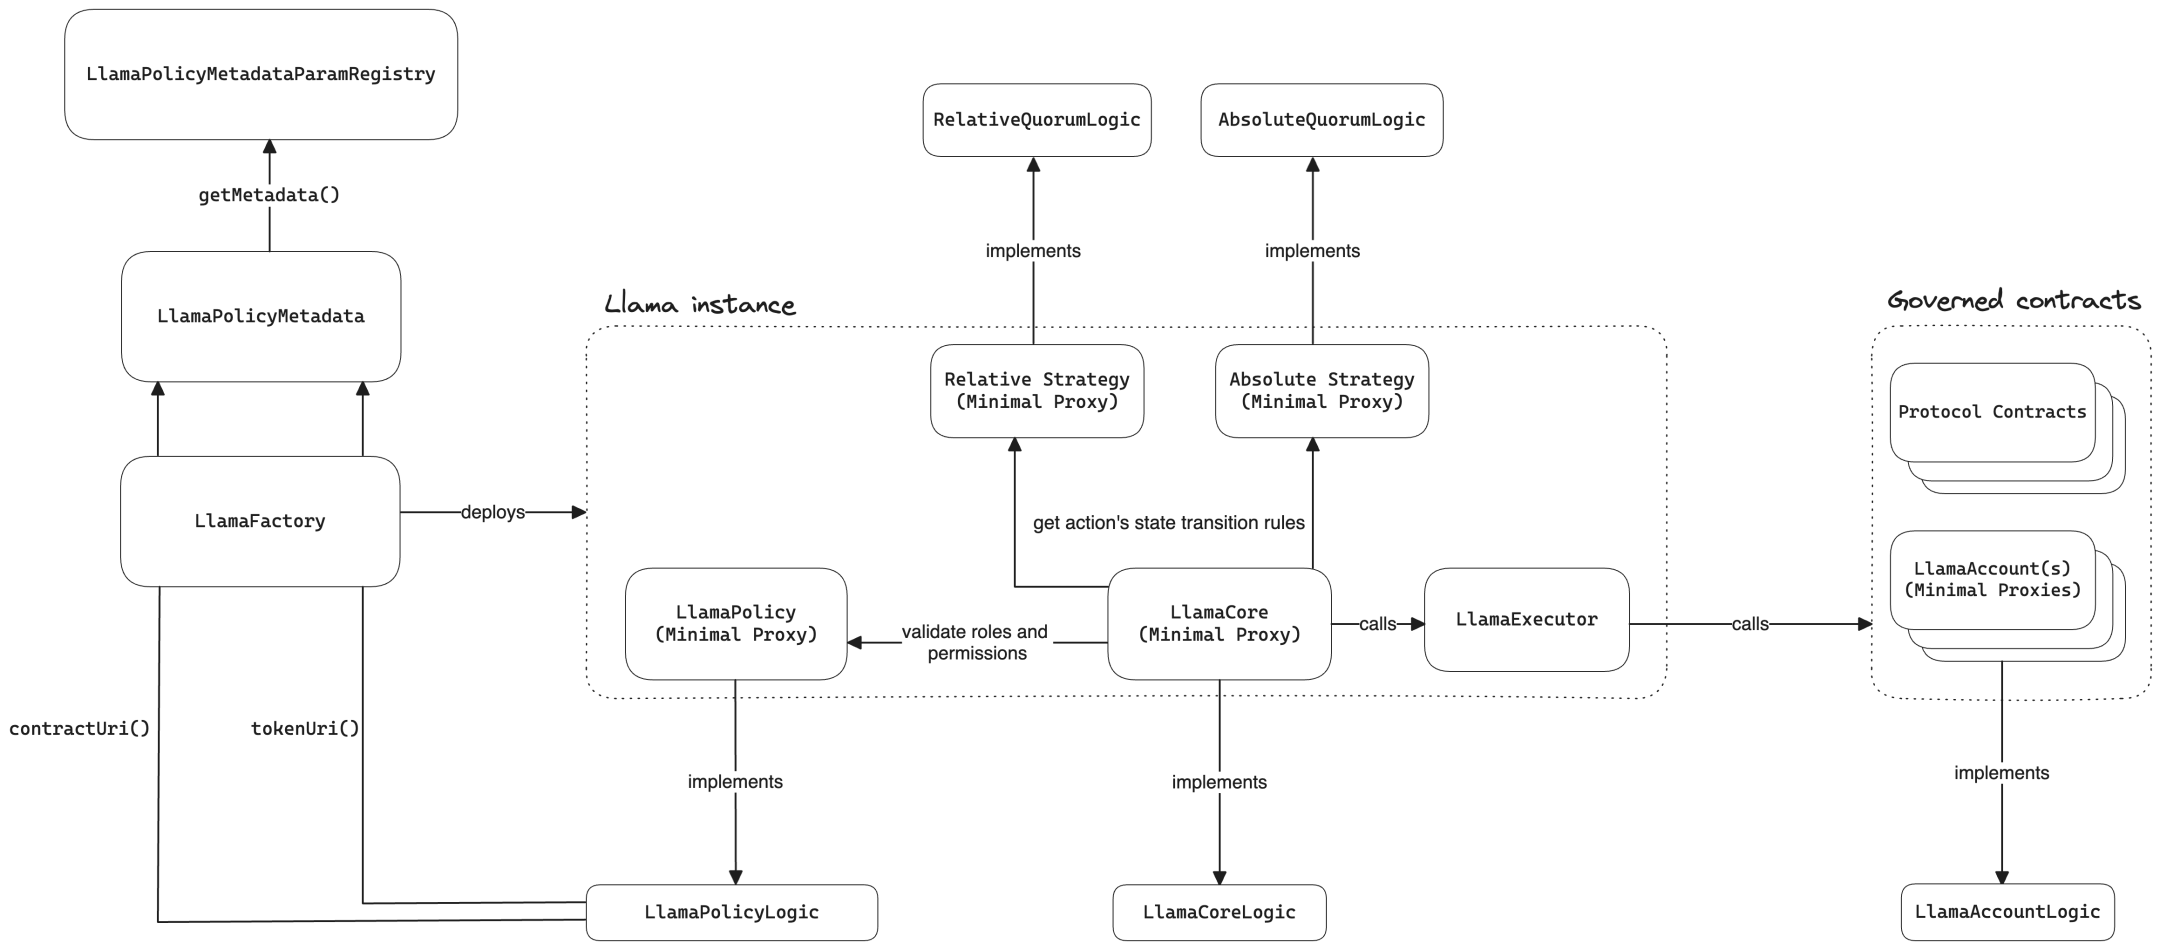 LlamaPolicyMetadataParamRegistry
getMetadata()
LlamaPolicyMetadata
LlamaFactory
deploys
contractUri()
tokenUri()
RelativeQuorumLogic
AbsoluteQuorumLogic
implements
implements
Llama instance
Relative Strategy
(Minimal Proxy)
Absolute Strategy
(Minimal Proxy)
get action's state transition rules
LlamaPolicy
(Minimal Proxy)
validate roles and
permissions
LlamaCore
(Minimal Proxy)
calls
LlamaExecutor
calls
Governed contracts
Protocol Contracts
LlamaAccount(s)
(Minimal Proxies)
implements
implements
implements
LlamaPolicyLogic
LlamaCoreLogic
LlamaAccountLogic